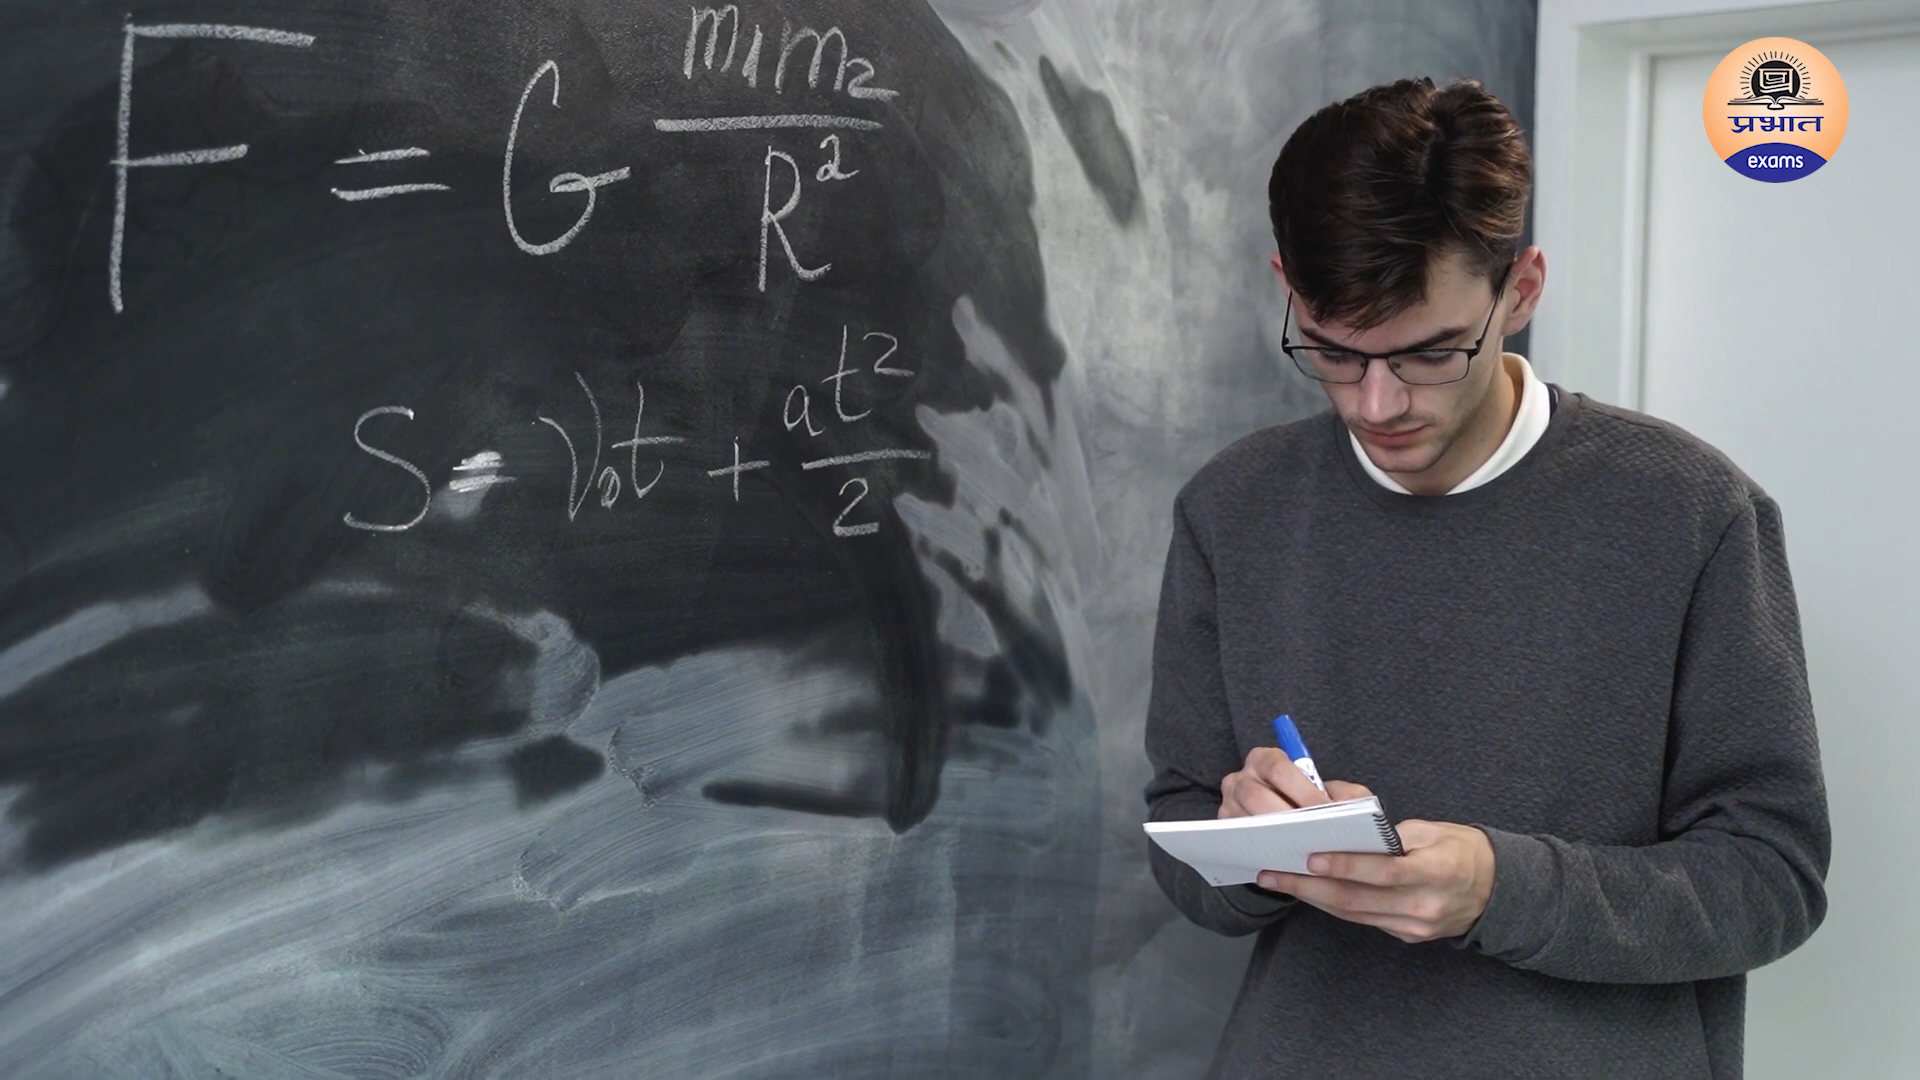 F = G m₁m₂/R²
S = V₀t + at²/2
प्रभात
exams